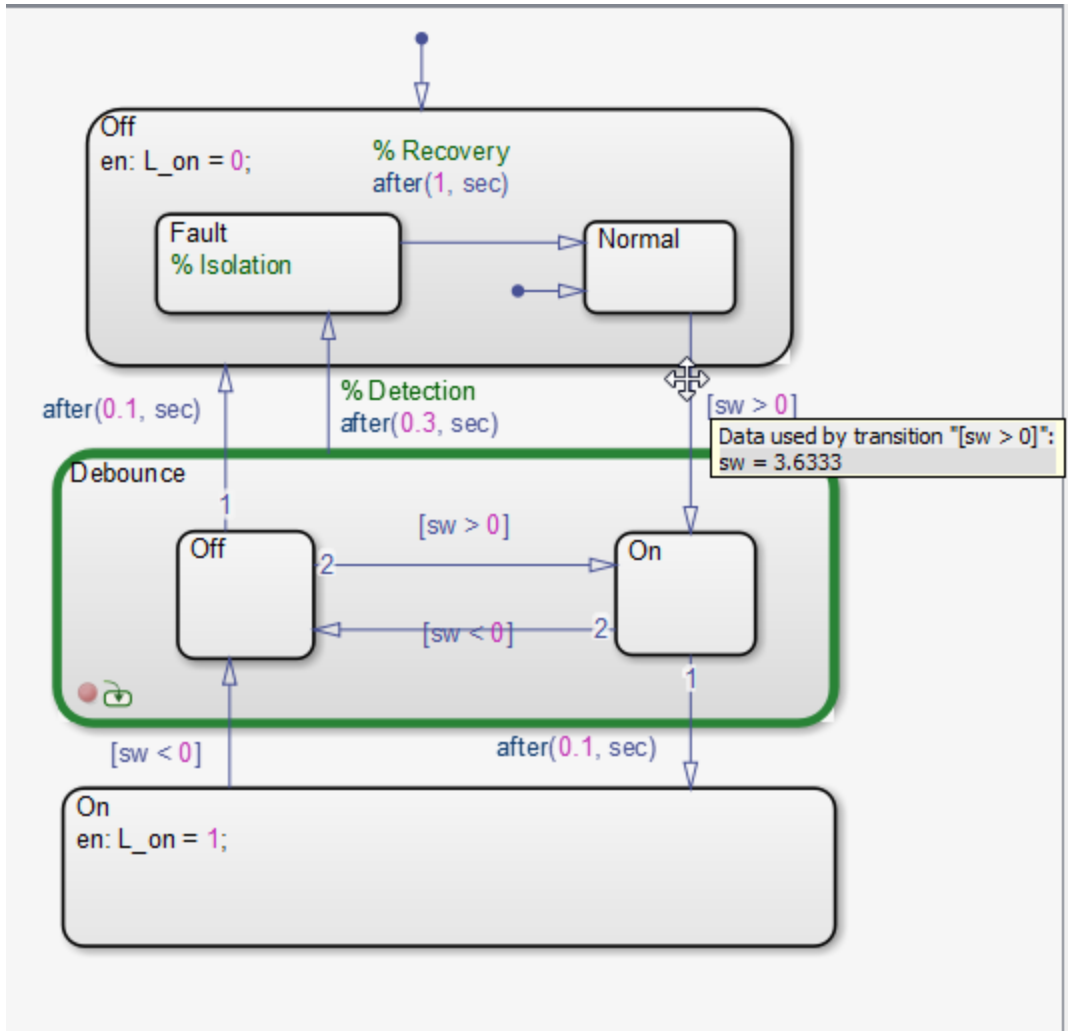 Off
en: L_on = 0;
% Recovery
after(1, sec)
Fault
% Isolation
Normal
% Detection
after(0.3, sec)
after(0.1, sec)
[sw > 0]
Data used by transition "[sw > 0]":
sw = 3.6333
Debounce
1
Off
[sw > 0]
2
On
[sw < 0]
2
1
[sw < 0]
after(0.1, sec)
On
en: L_on = 1;